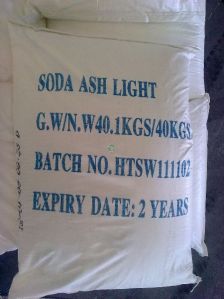 SODA ASH LIGHT
G.W/N.W40.1KGS/40KGS
BATCH NO.HTSW111102
EXPIRY DATE: 2 YEARS